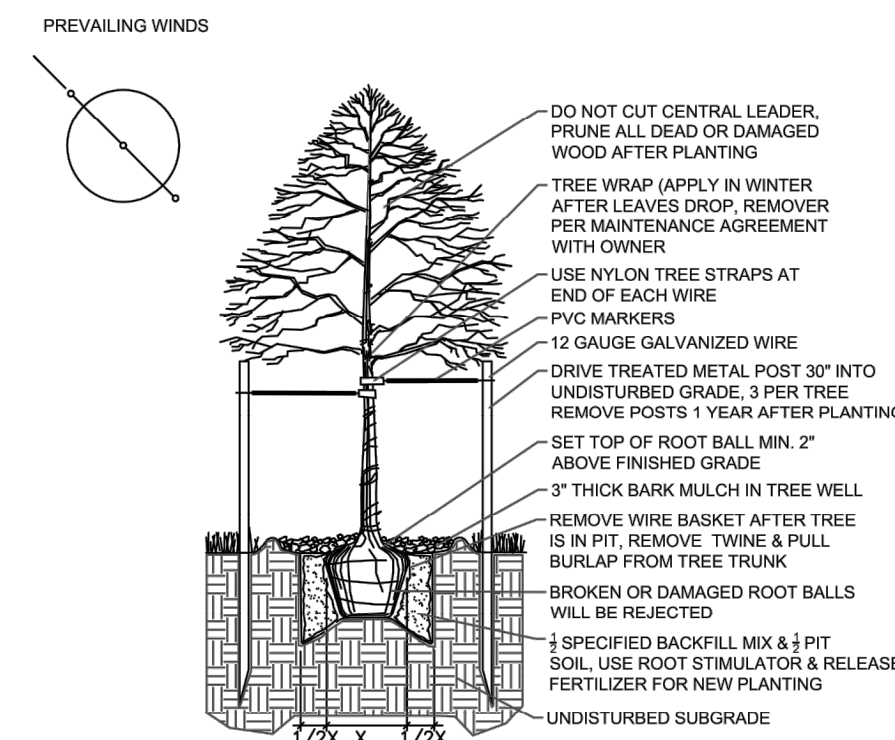 PREVAILING WINDS
DO NOT CUT CENTRAL LEADER,
PRUNE ALL DEAD OR DAMAGED
WOOD AFTER PLANTING
TREE WRAP (APPLY IN WINTER
AFTER LEAVES DROP, REMOVER
PER MAINTENANCE AGREEMENT
WITH OWNER
USE NYLON TREE STRAPS AT
END OF EACH WIRE
PVC MARKERS
12 GAUGE GALVANIZED WIRE
DRIVE TREATED METAL POST 30" INTO
UNDISTURBED GRADE, 3 PER TREE
REMOVE POSTS 1 YEAR AFTER PLANTING
SET TOP OF ROOT BALL MIN. 2"
ABOVE FINISHED GRADE
3" THICK BARK MULCH IN TREE WELL
REMOVE WIRE BASKET AFTER TREE
IS IN PIT, REMOVE TWINE & PULL
BURLAP FROM TREE TRUNK
BROKEN OR DAMAGED ROOT BALLS
WILL BE REJECTED
½ SPECIFIED BACKFILL MIX & ½ PIT
SOIL, USE ROOT STIMULATOR & RELEASE
FERTILIZER FOR NEW PLANTING
UNDISTURBED SUBGRADE
1/2X X 1/2X